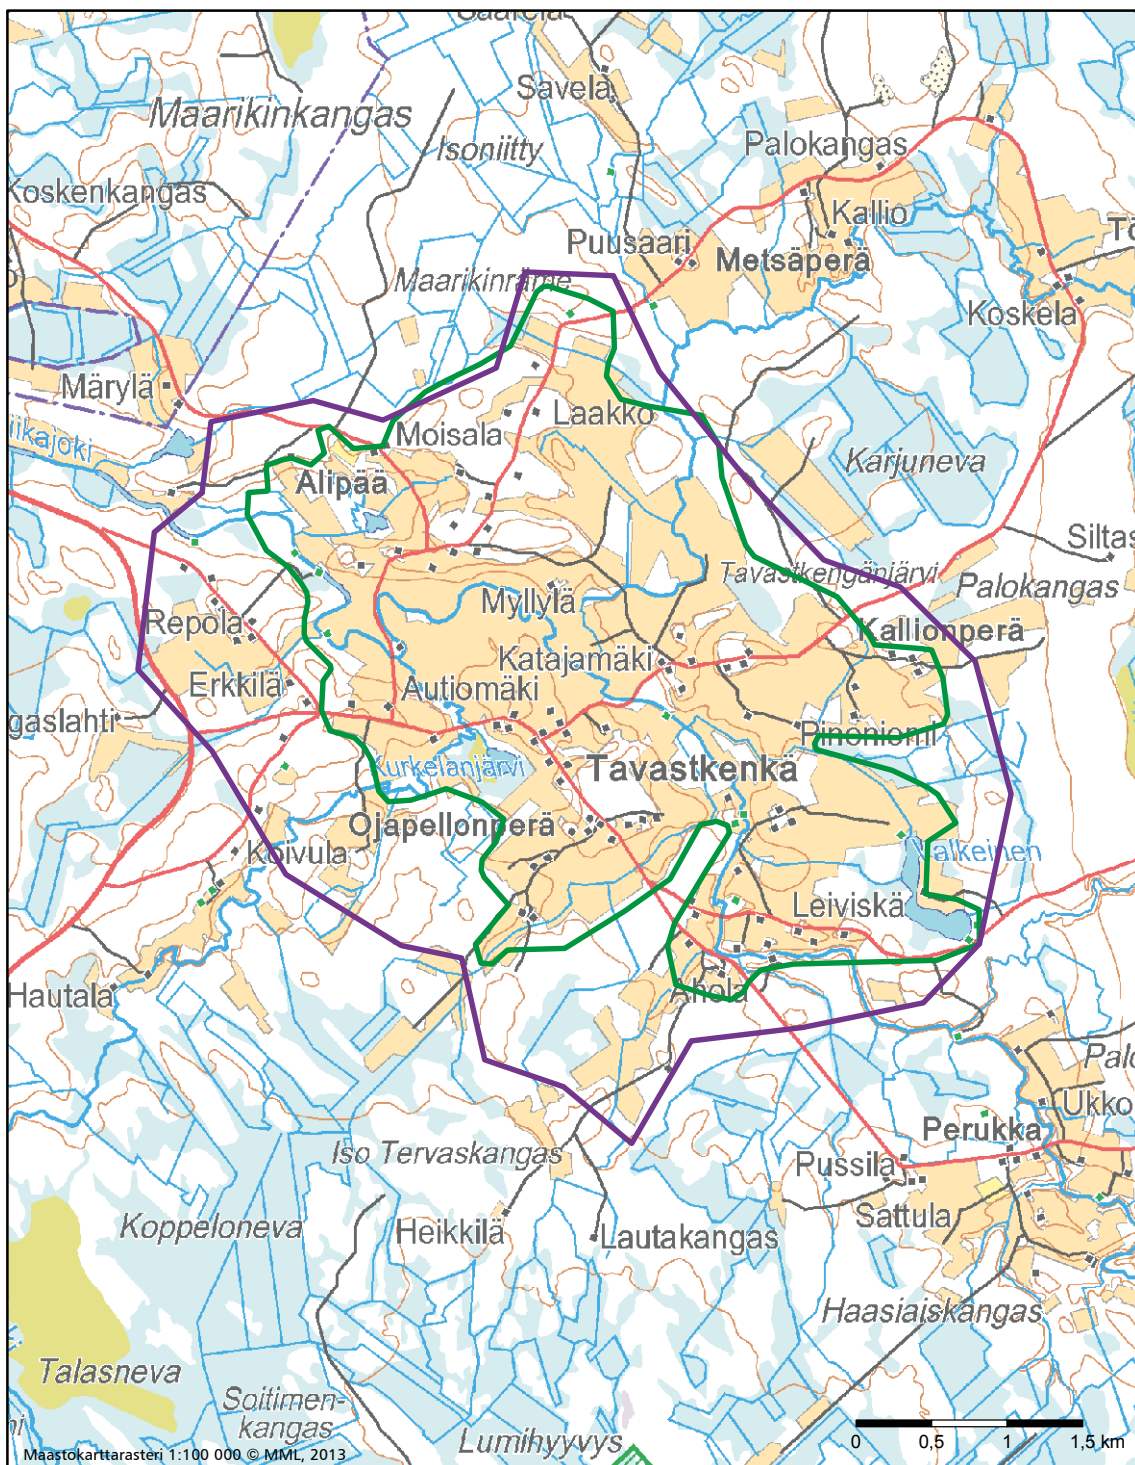 Savela
Maarikinkangas
Isoniitty
Palokangas
Koskenkangas
Kallio
Puusaari
Metsäperä
Maarikinräme
Koskela
Märylä
Laakko
Moisala
iikajoki
Karjuneva
Alipää
Siltas
Tavastkengänjärvi
Palokangas
Myllylä
Repola
Kallionperä
Katajamäki
Erkkilä
Autiomäki
gaslahti
Pinoniemi
Kurkelanjärvi
Tavastkenkä
Ojapellonperä
Koivula
Valkeinen
Leiviskä
Hautala
Ahola
Palo
Ukko
Perukka
Iso Tervaskangas
Pussila
Koppeloneva
Heikkilä
Lautakangas
Sattula
Haasiaiskangas
Talasneva
Soitimen-
kangas
Lumihyyvys
0 0,5 1 1,5 km
Maastokarttarasteri 1:100 000 © MML, 2013